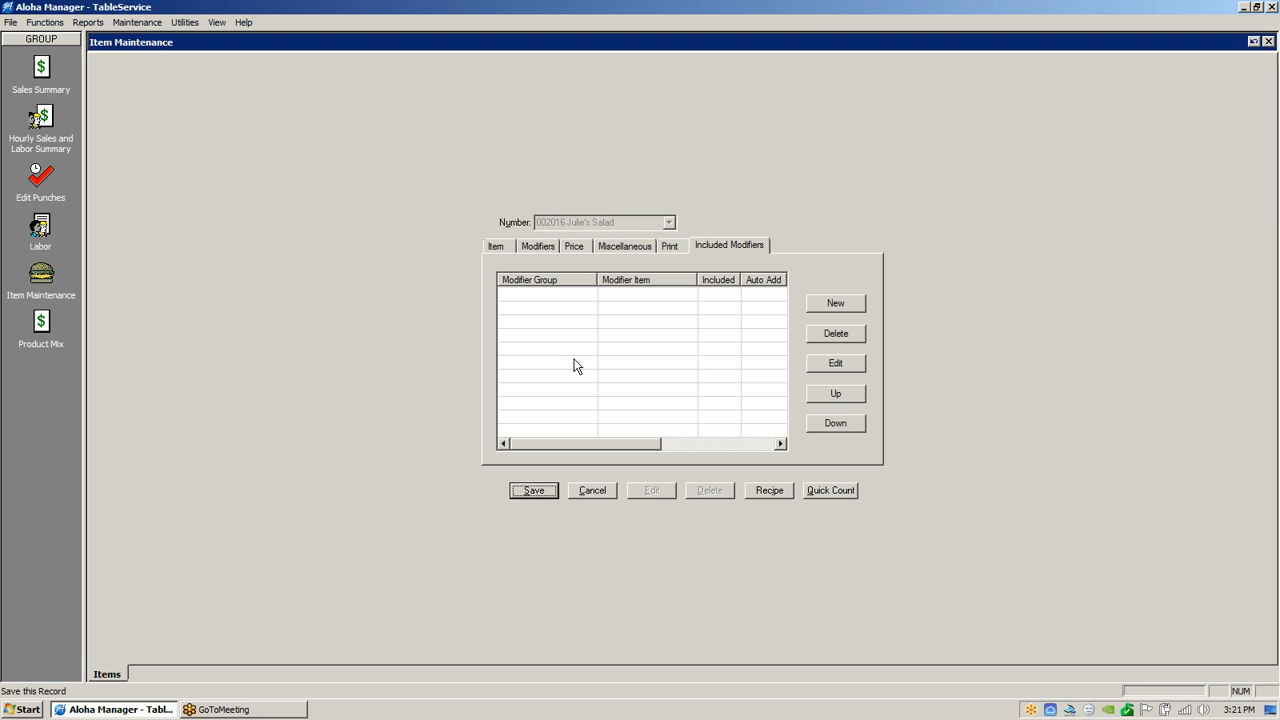 Aloha Manager - TableService
File Functions Reports Maintenance Utilities View Help
GROUP
Item Maintenance
Sales Summary
Hourly Sales and
Labor Summary
Edit Punches
Labor
Item Maintenance
Product Mix
Number: 002016 Julie's Salad
Item Modifiers Price Miscellaneous Print Included Modifiers
Modifier Group Modifier Item Included Auto Add
New
Delete
Edit
Up
Down
Save Cancel Edit Delete Recipe Quick Count
Items
Save this Record
NUM
Start Aloha Manager - Tabl... GoToMeeting 3:21 PM